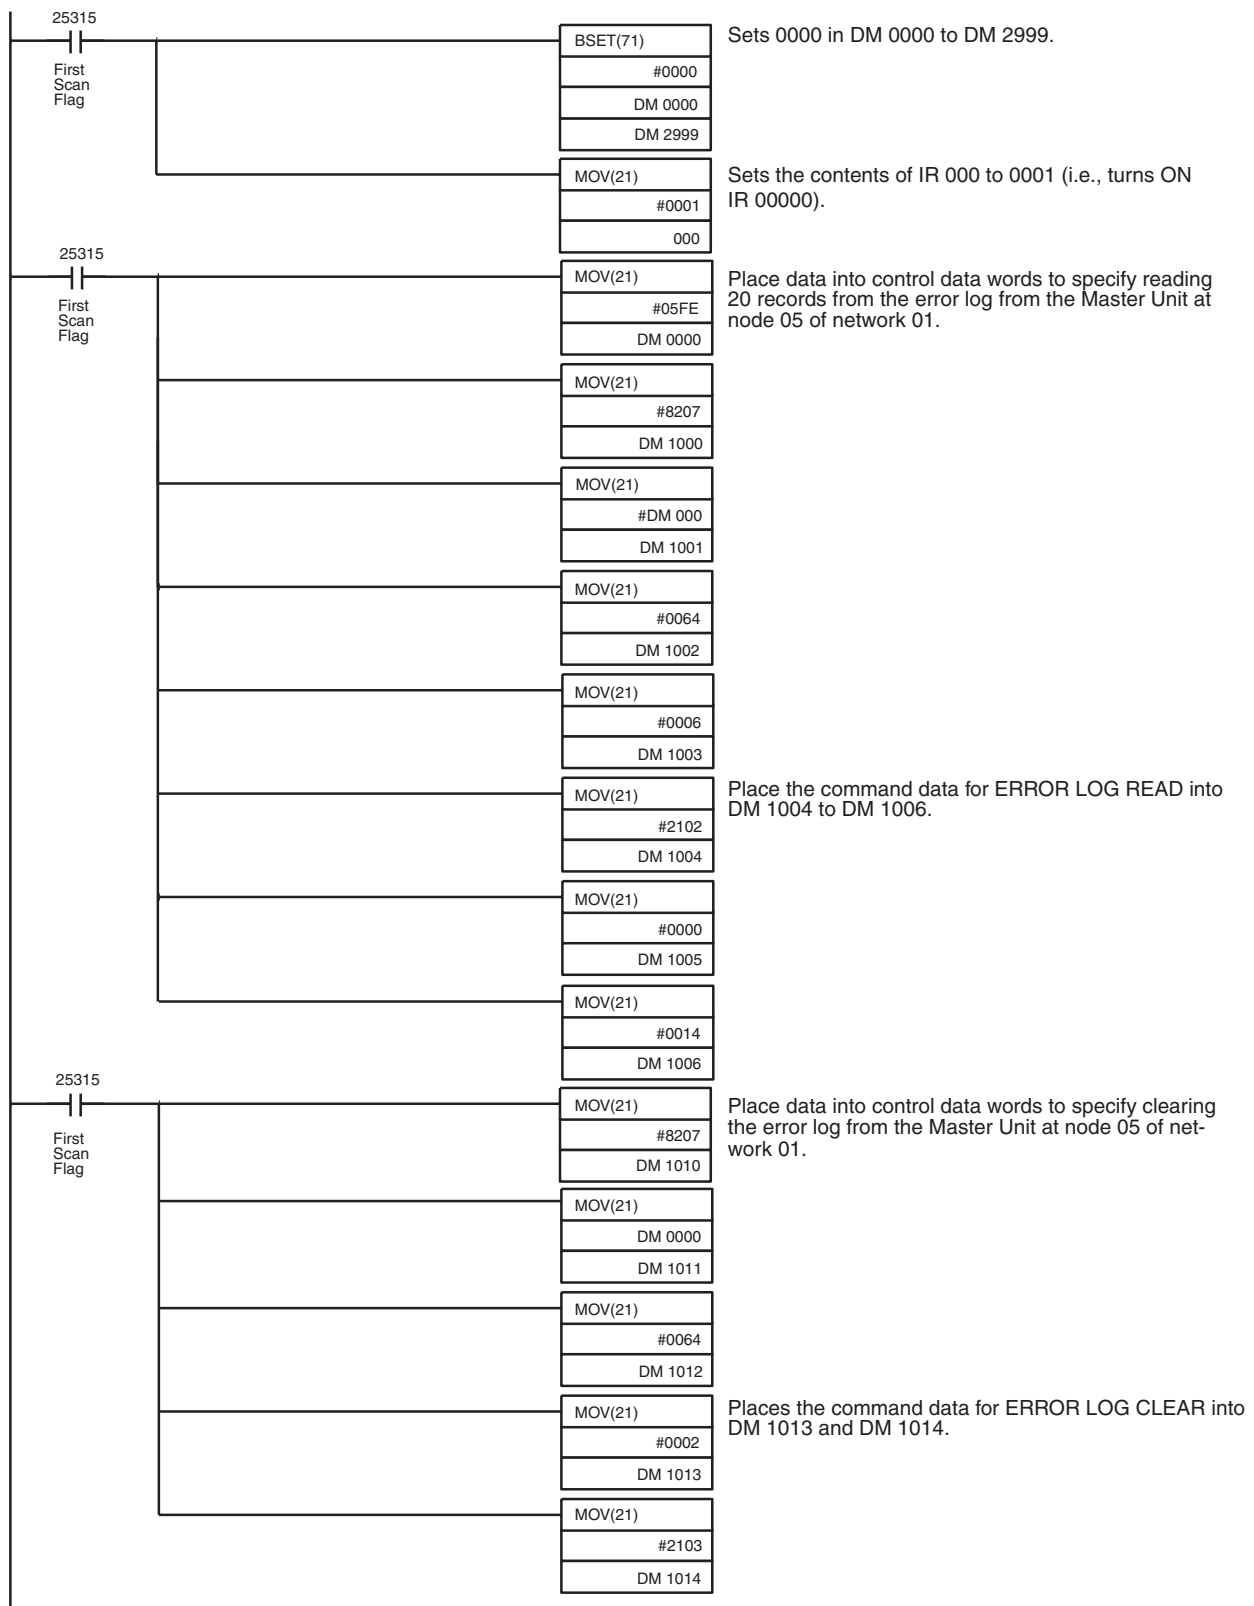 25315
First
Scan
Flag
BSET(71)
#0000
DM 0000
DM 2999
Sets 0000 in DM 0000 to DM 2999.
MOV(21)
#0001
000
Sets the contents of IR 000 to 0001 (i.e., turns ON
IR 00000).
25315
First
Scan
Flag
MOV(21)
#05FE
DM 0000
Place data into control data words to specify reading
20 records from the error log from the Master Unit at
node 05 of network 01.
MOV(21)
#8207
DM 1000
MOV(21)
#DM 000
DM 1001
MOV(21)
#0064
DM 1002
MOV(21)
#0006
DM 1003
MOV(21)
#2102
DM 1004
Place the command data for ERROR LOG READ into
DM 1004 to DM 1006.
MOV(21)
#0000
DM 1005
MOV(21)
#0014
DM 1006
25315
First
Scan
Flag
MOV(21)
#8207
DM 1010
Place data into control data words to specify clearing
the error log from the Master Unit at node 05 of net-
work 01.
MOV(21)
DM 0000
DM 1011
MOV(21)
#0064
DM 1012
MOV(21)
#0002
DM 1013
Places the command data for ERROR LOG CLEAR into
DM 1013 and DM 1014.
MOV(21)
#2103
DM 1014